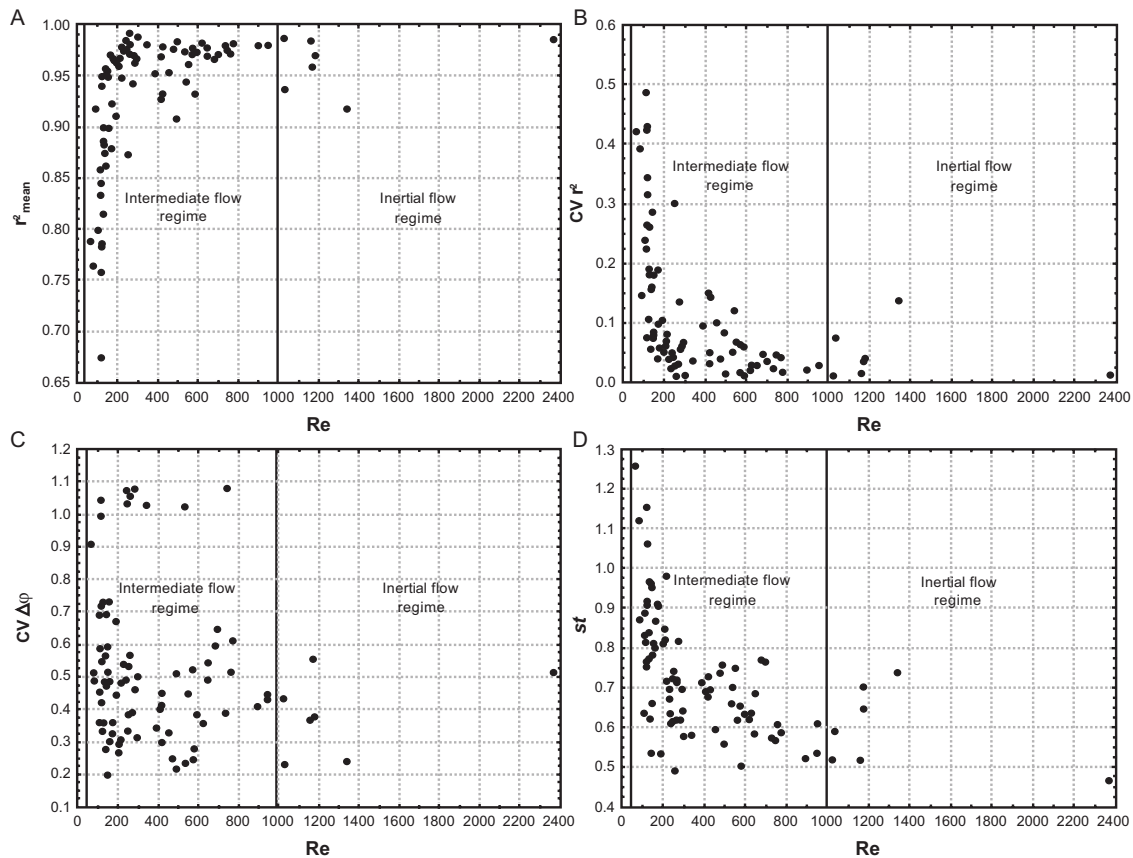 A
1.00
0.95
0.90
0.85
0.80
0.75
0.70
0.65
r² mean
Intermediate flow
regime
Inertial flow
regime
0 200 400 600 800 1000 1200 1400 1600 1800 2000 2200 2400
Re
B
0.6
0.5
0.4
0.3
0.2
0.1
0.0
CV r²
Intermediate flow
regime
Inertial flow
regime
0 200 400 600 800 1000 1200 1400 1600 1800 2000 2200 2400
Re
C
1.2
1.1
1.0
0.9
0.8
0.7
0.6
0.5
0.4
0.3
0.2
0.1
CV Δφ
Intermediate flow
regime
Inertial flow
regime
0 200 400 600 800 1000 1200 1400 1600 1800 2000 2200 2400
Re
D
1.3
1.2
1.1
1.0
0.9
0.8
0.7
0.6
0.5
0.4
st
Intermediate flow
regime
Inertial flow
regime
0 200 400 600 800 1000 1200 1400 1600 1800 2000 2200 2400
Re